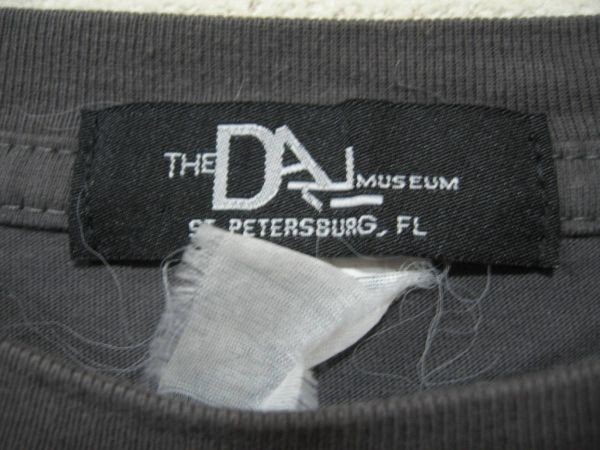 THE DALI MUSEUM
ST. PETERSBURG, FL